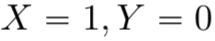 X = 1, Y = 0